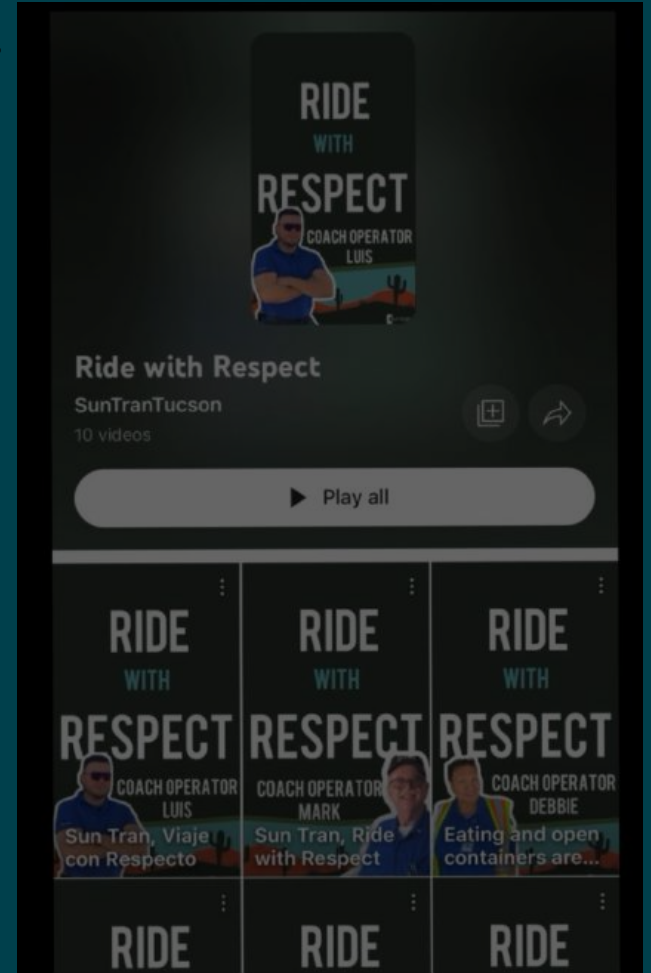 RIDE
WITH
RESPECT
COACH OPERATOR
LUIS
Ride with Respect
SunTranTucson
10 videos
Play all
RIDE
WITH
RESPECT
COACH OPERATOR
LUIS
Sun Tran, Viaje
con Respecto
RIDE
WITH
RESPECT
COACH OPERATOR
MARK
Sun Tran, Ride
with Respect
RIDE
WITH
RESPECT
COACH OPERATOR
DEBBIE
Eating and open
containers are...
RIDE
RIDE
RIDE